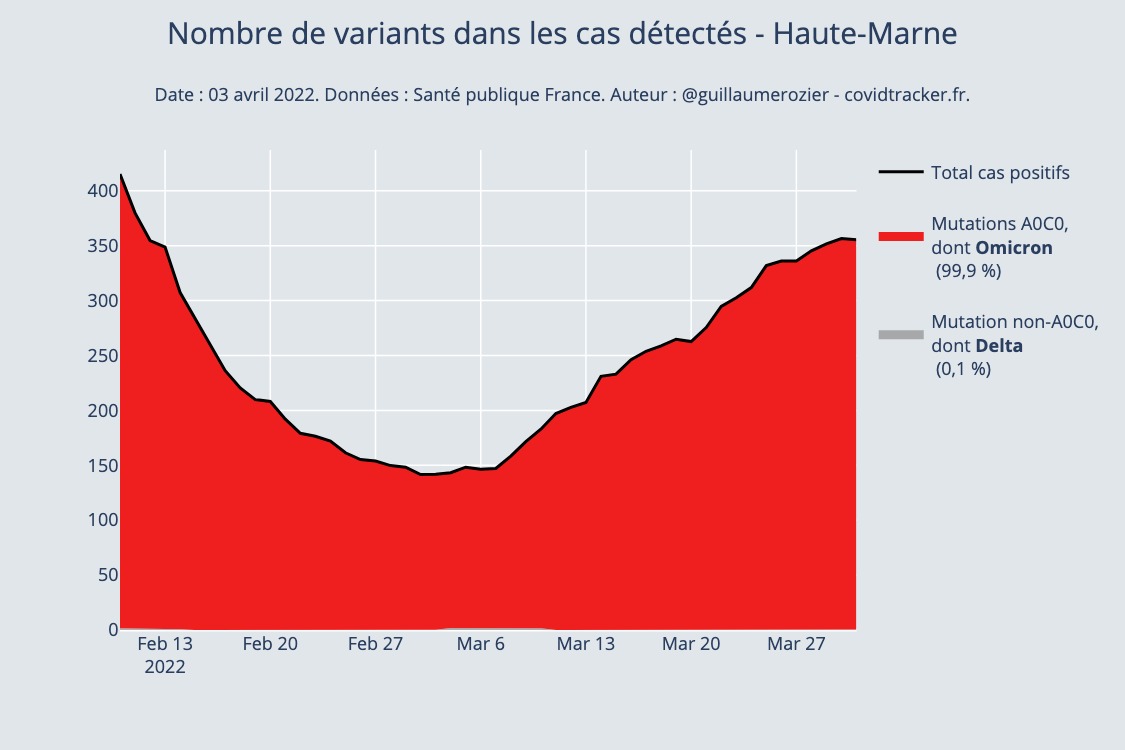 Nombre de variants dans les cas détectés - Haute-Marne
Date : 03 avril 2022. Données : Santé publique France. Auteur : @guillaumerozier - covidtracker.fr.
400
350
300
250
200
150
100
50
0
Feb 13
2022
Feb 20
Feb 27
Mar 6
Mar 13
Mar 20
Mar 27
Total cas positifs
Mutations A0C0,
dont Omicron
(99,9 %)
Mutation non-A0C0,
dont Delta
(0,1 %)